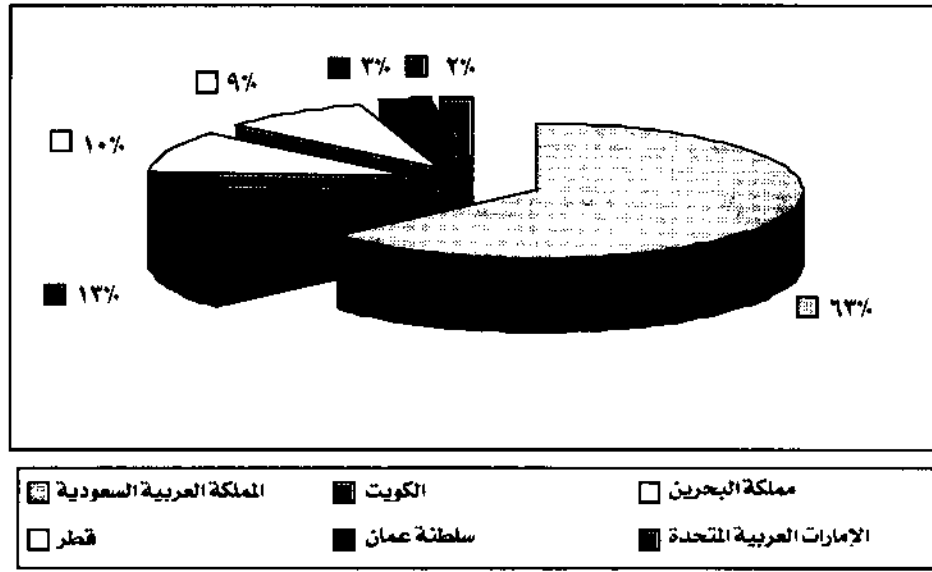 ٣% ٢%
٩%
١٠%
١٣%
٦٣%
المملكة العربية السعودية الكويت مملكة البحرين
قطر سلطنة عمان الإمارات العربية المتحدة